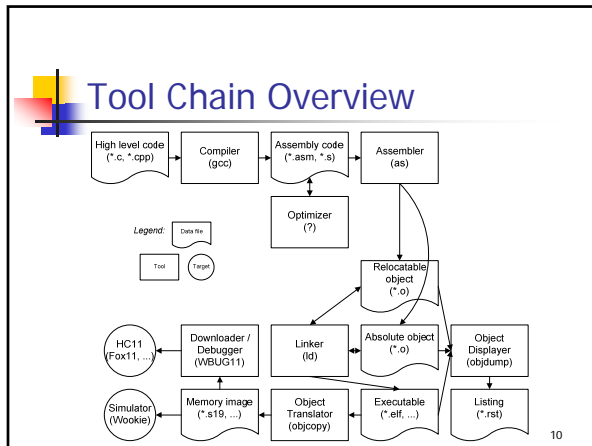 Tool Chain Overview
High level code
(*.c, *.cpp)
Compiler
(gcc)
Assembly code
(*.asm, *.s)
Assembler
(as)
Optimizer
(?)
Legend:
Data file
Tool
Target
Relocatable
object
(*.o)
HC11
(Fox11, ...)
Downloader /
Debugger
(WBUG11)
Linker
(ld)
Absolute object
(*.o)
Object
Displayer
(objdump)
Simulator
(Wookie)
Memory image
(*.s19, ...)
Object
Translator
(objcopy)
Executable
(*.elf, ...)
Listing
(*.rst)
10